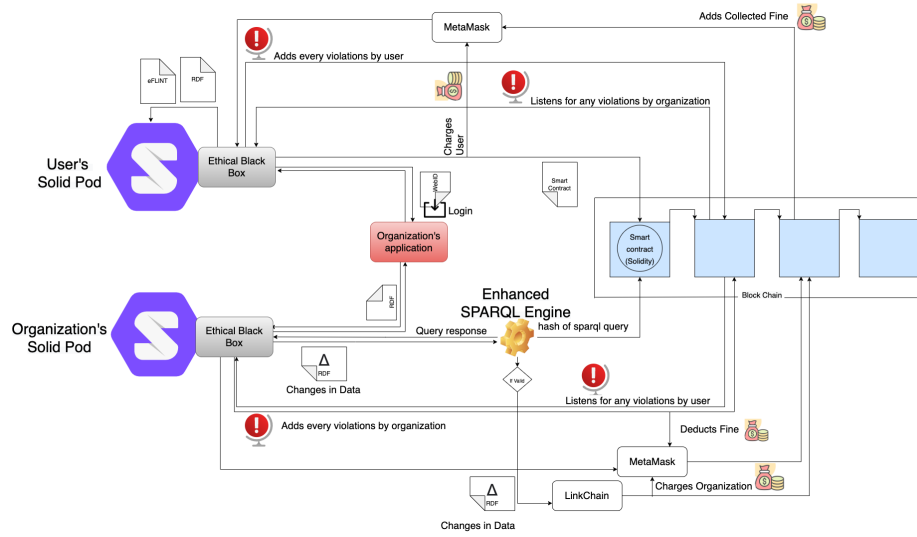 Adds Collected Fine
MetaMask
Adds every violations by user
eFLINT
RDF
Listens for any violations by organization
Charges
User
User's
Solid Pod
Ethical Black
Box
WebID
Login
Smart
Contract
Organization's
application
Smart
contract
(Solidity)
Block Chain
RDF
Enhanced
SPARQL Engine
Organization's
Solid Pod
Ethical Black
Box
Query response
hash of sparql query
Δ
RDF
Changes in Data
If Valid
Listens for any violations by user
Adds every violations by organization
Deducts Fine
MetaMask
Δ
RDF
LinkChain
Charges Organization
Changes in Data